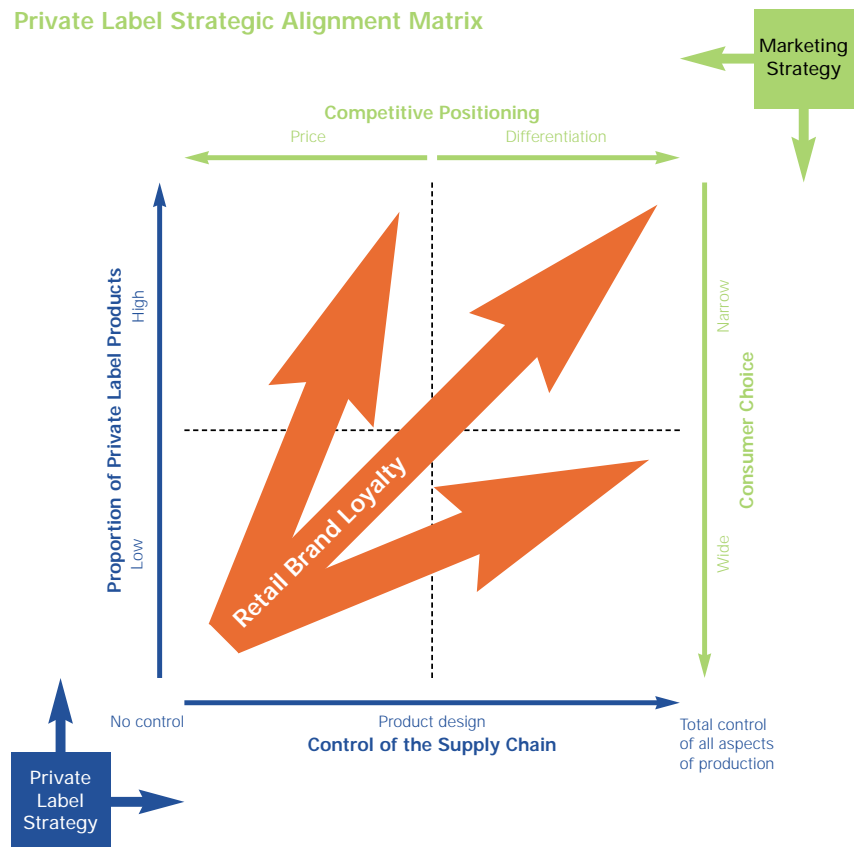 Private Label Strategic Alignment Matrix
Marketing
Strategy
Competitive Positioning
Price
Differentiation
Proportion of Private Label Products
High
Low
Narrow
Wide
Consumer Choice
Retail Brand Loyalty
No control
Product design
Total control
of all aspects
of production
Control of the Supply Chain
Private
Label
Strategy